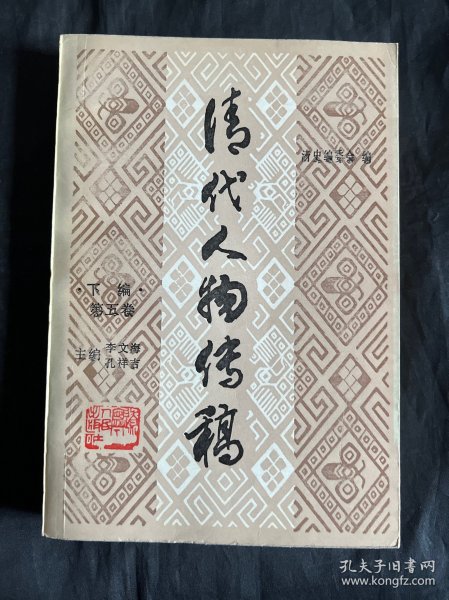 清代人物传稿
清史编委会 编
·下编·
第五卷
主编 李文海
孔祥吉
孔夫子旧书网
www.kongfz.com